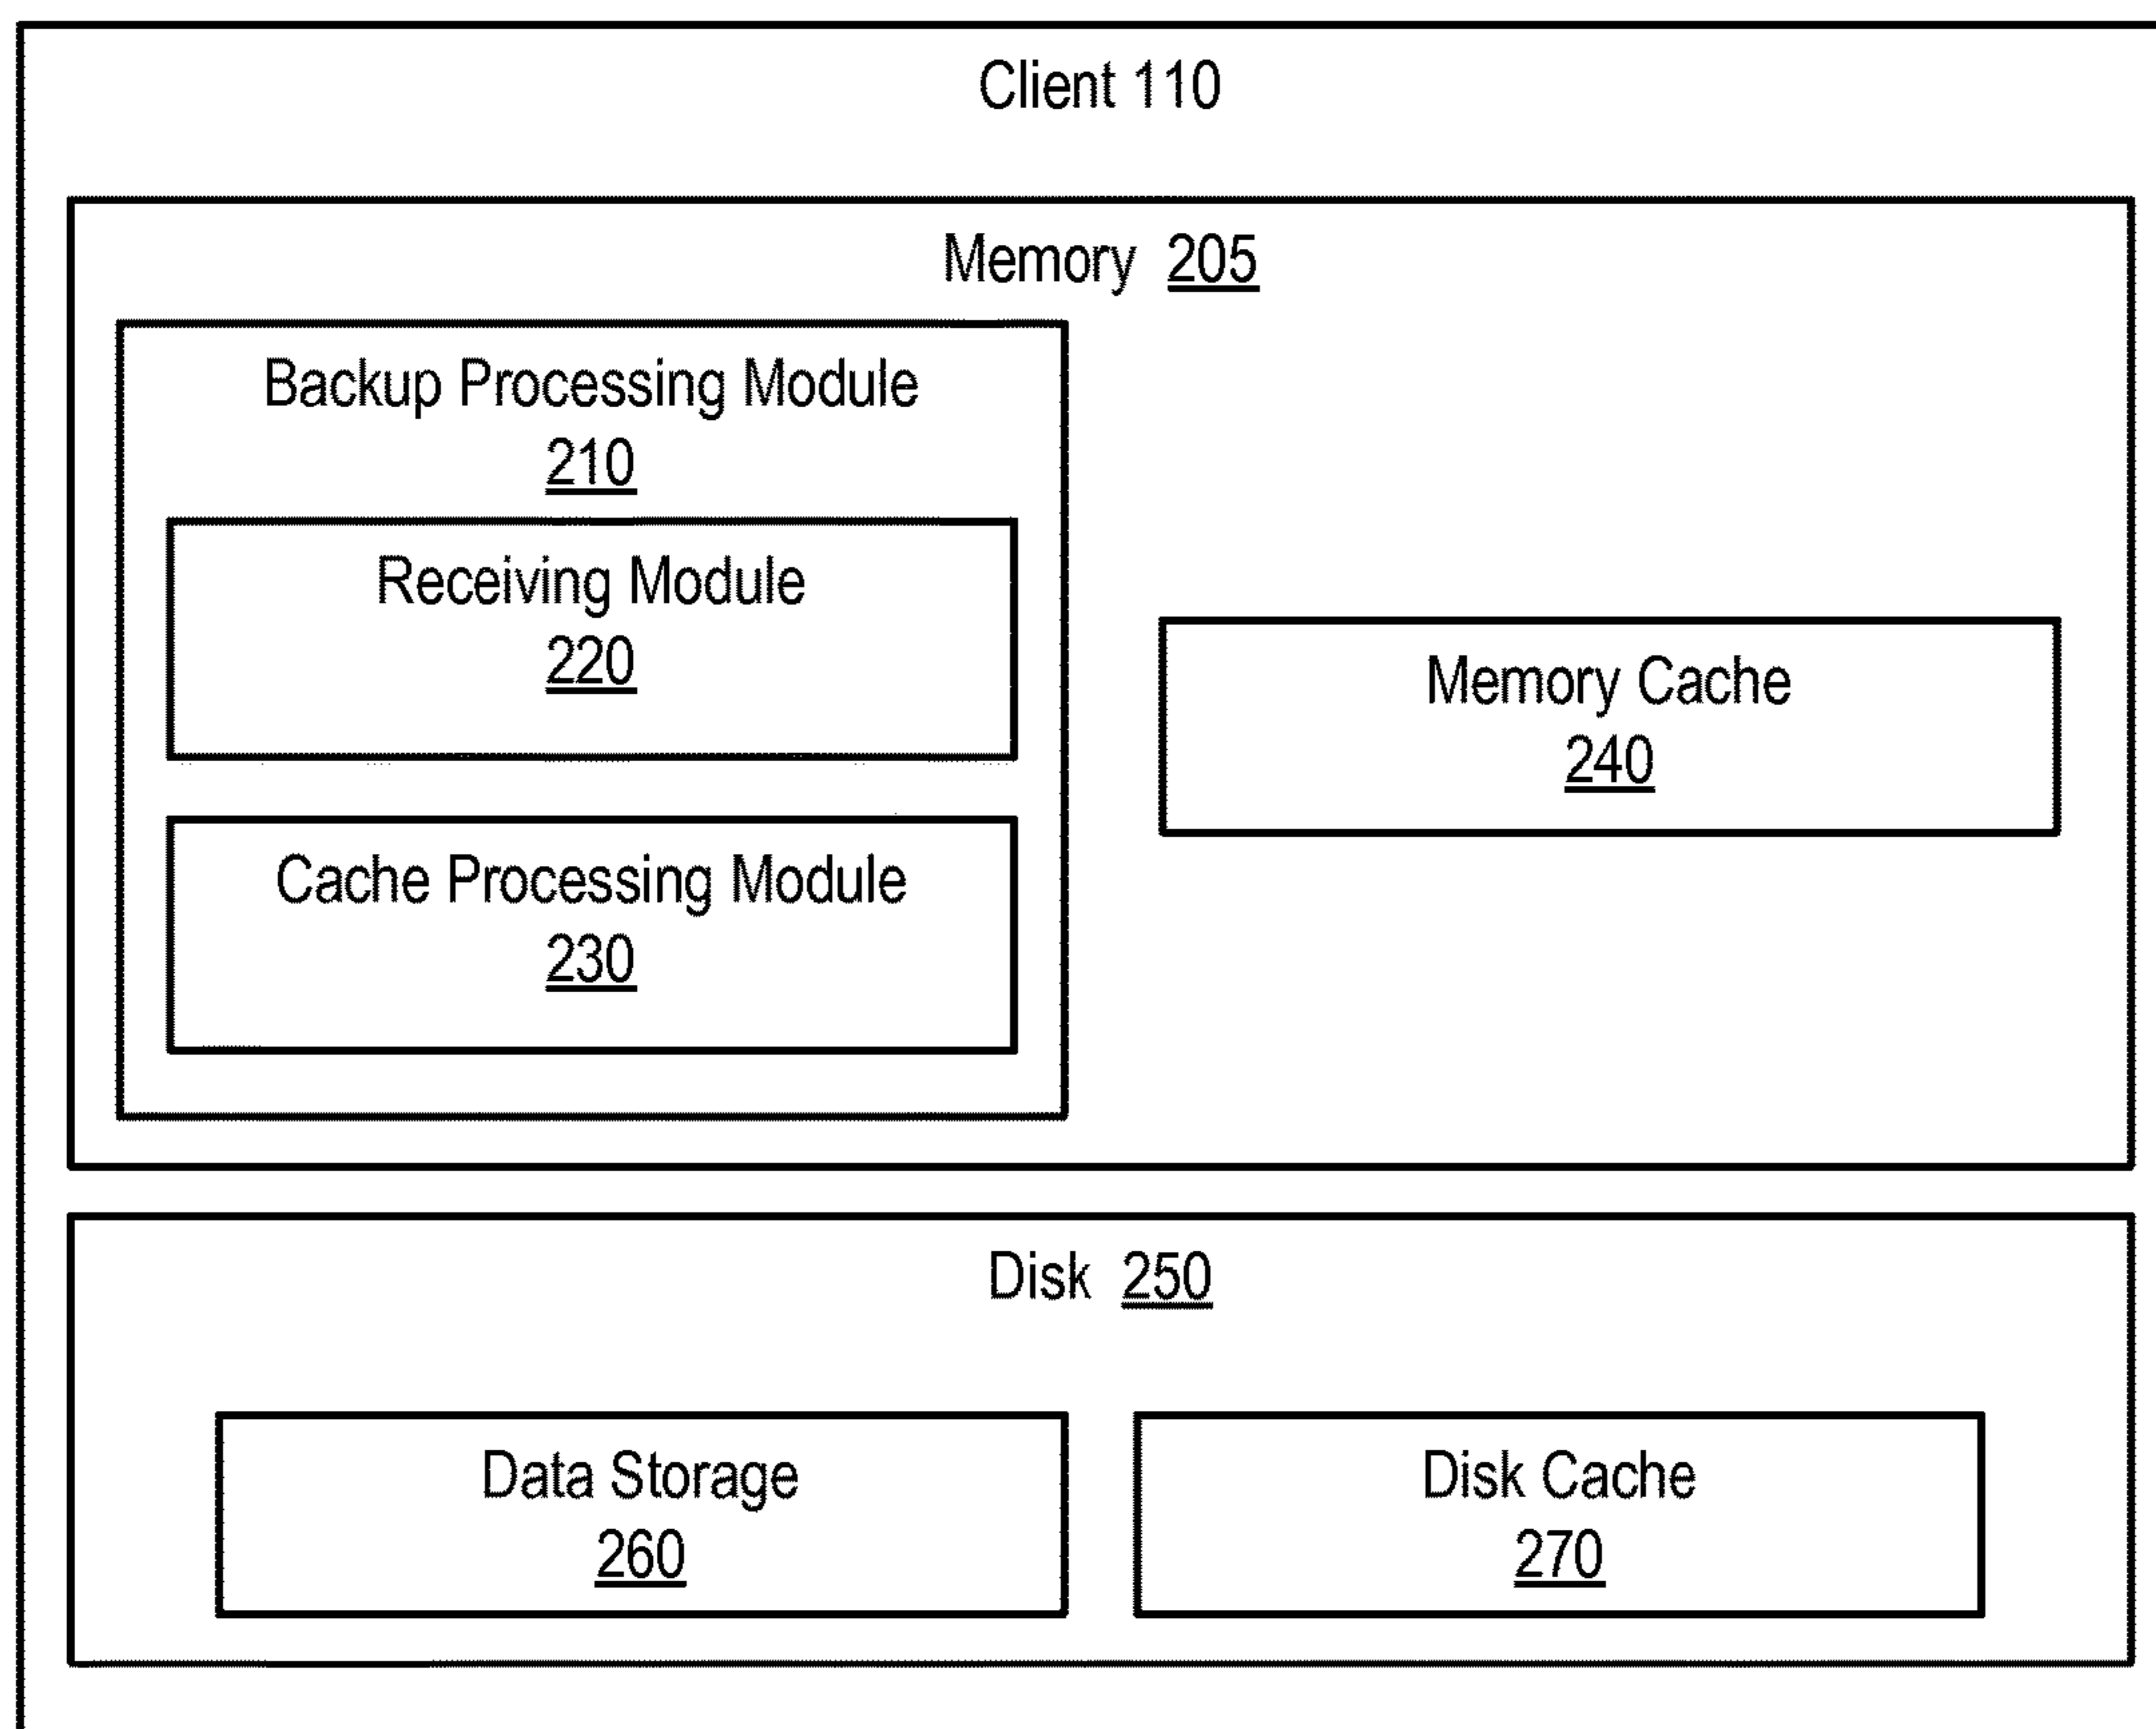 Client 110
Memory 205
Backup Processing Module
210
Receiving Module
220
Cache Processing Module
230
Memory Cache
240
Disk 250
Data Storage
260
Disk Cache
270